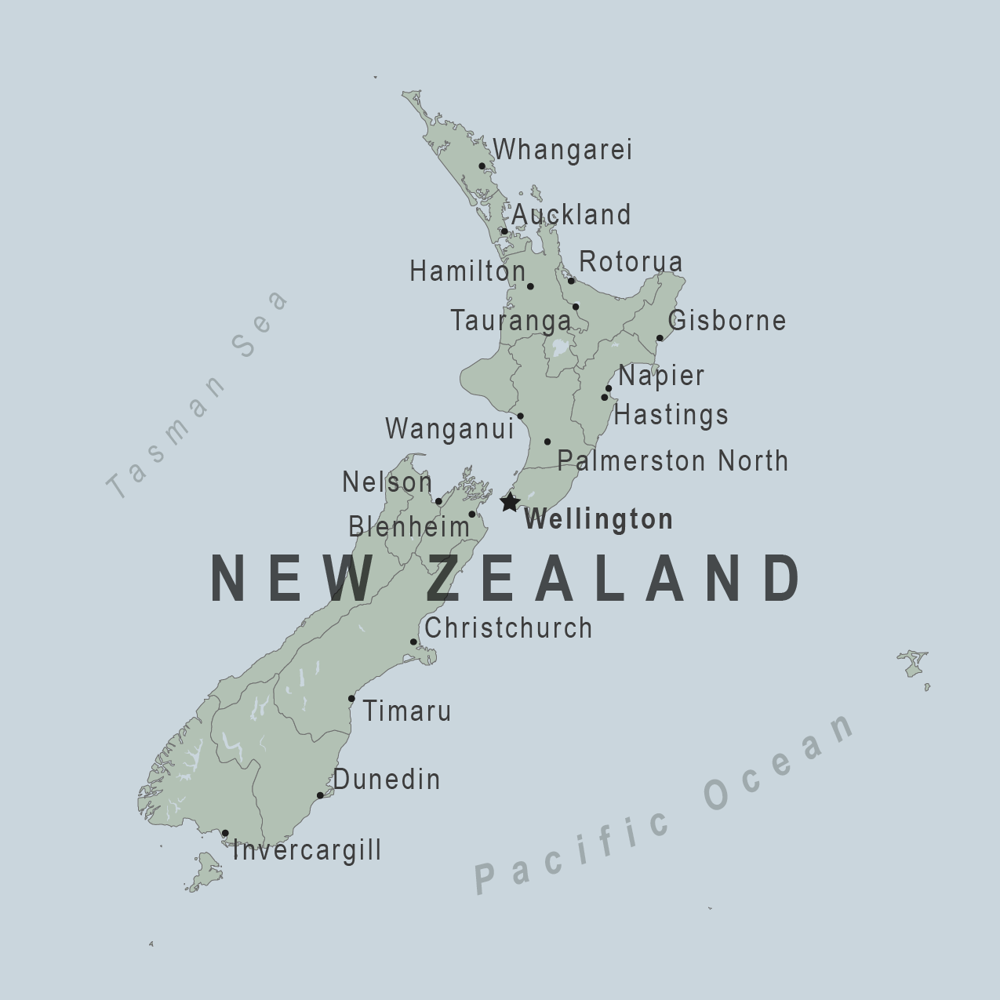 Whangarei
Auckland
Rotorua
Hamilton
Tauranga
Gisborne
Tasman Sea
Napier
Hastings
Wanganui
Palmerston North
Nelson
Wellington
Blenheim
NEW ZEALAND
Christchurch
Timaru
Dunedin
Pacific Ocean
Invercargill